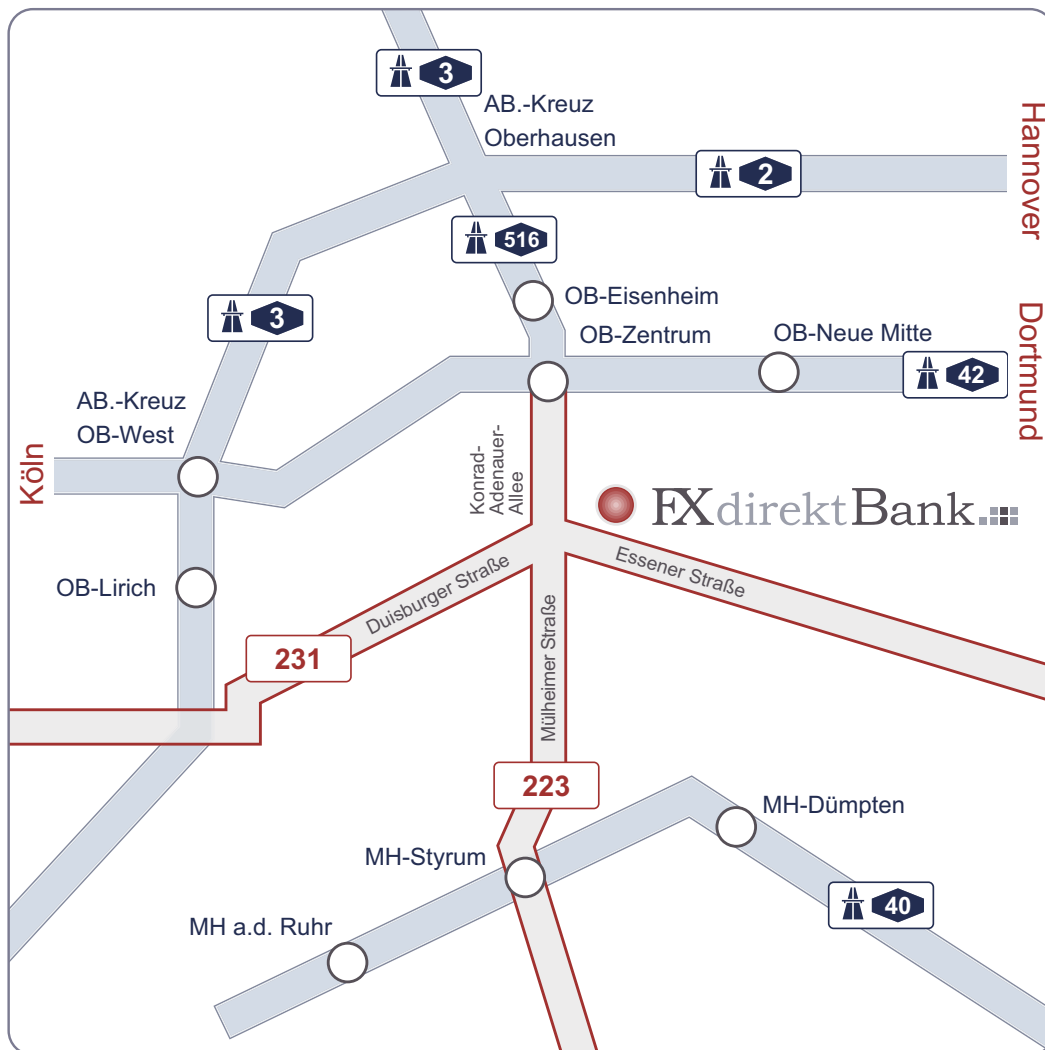 3
AB.-Kreuz
Oberhausen
Hannover
2
516
OB-Eisenheim
3
OB-Zentrum
OB-Neue Mitte
Dortmund
42
AB.-Kreuz
OB-West
Köln
Konrad-
Adenauer-
Allee
FXdirektBank
Essener Straße
Duisburger Straße
OB-Lirich
231
Mülheimer Straße
223
MH-Dümpten
MH-Styrum
40
MH a.d. Ruhr